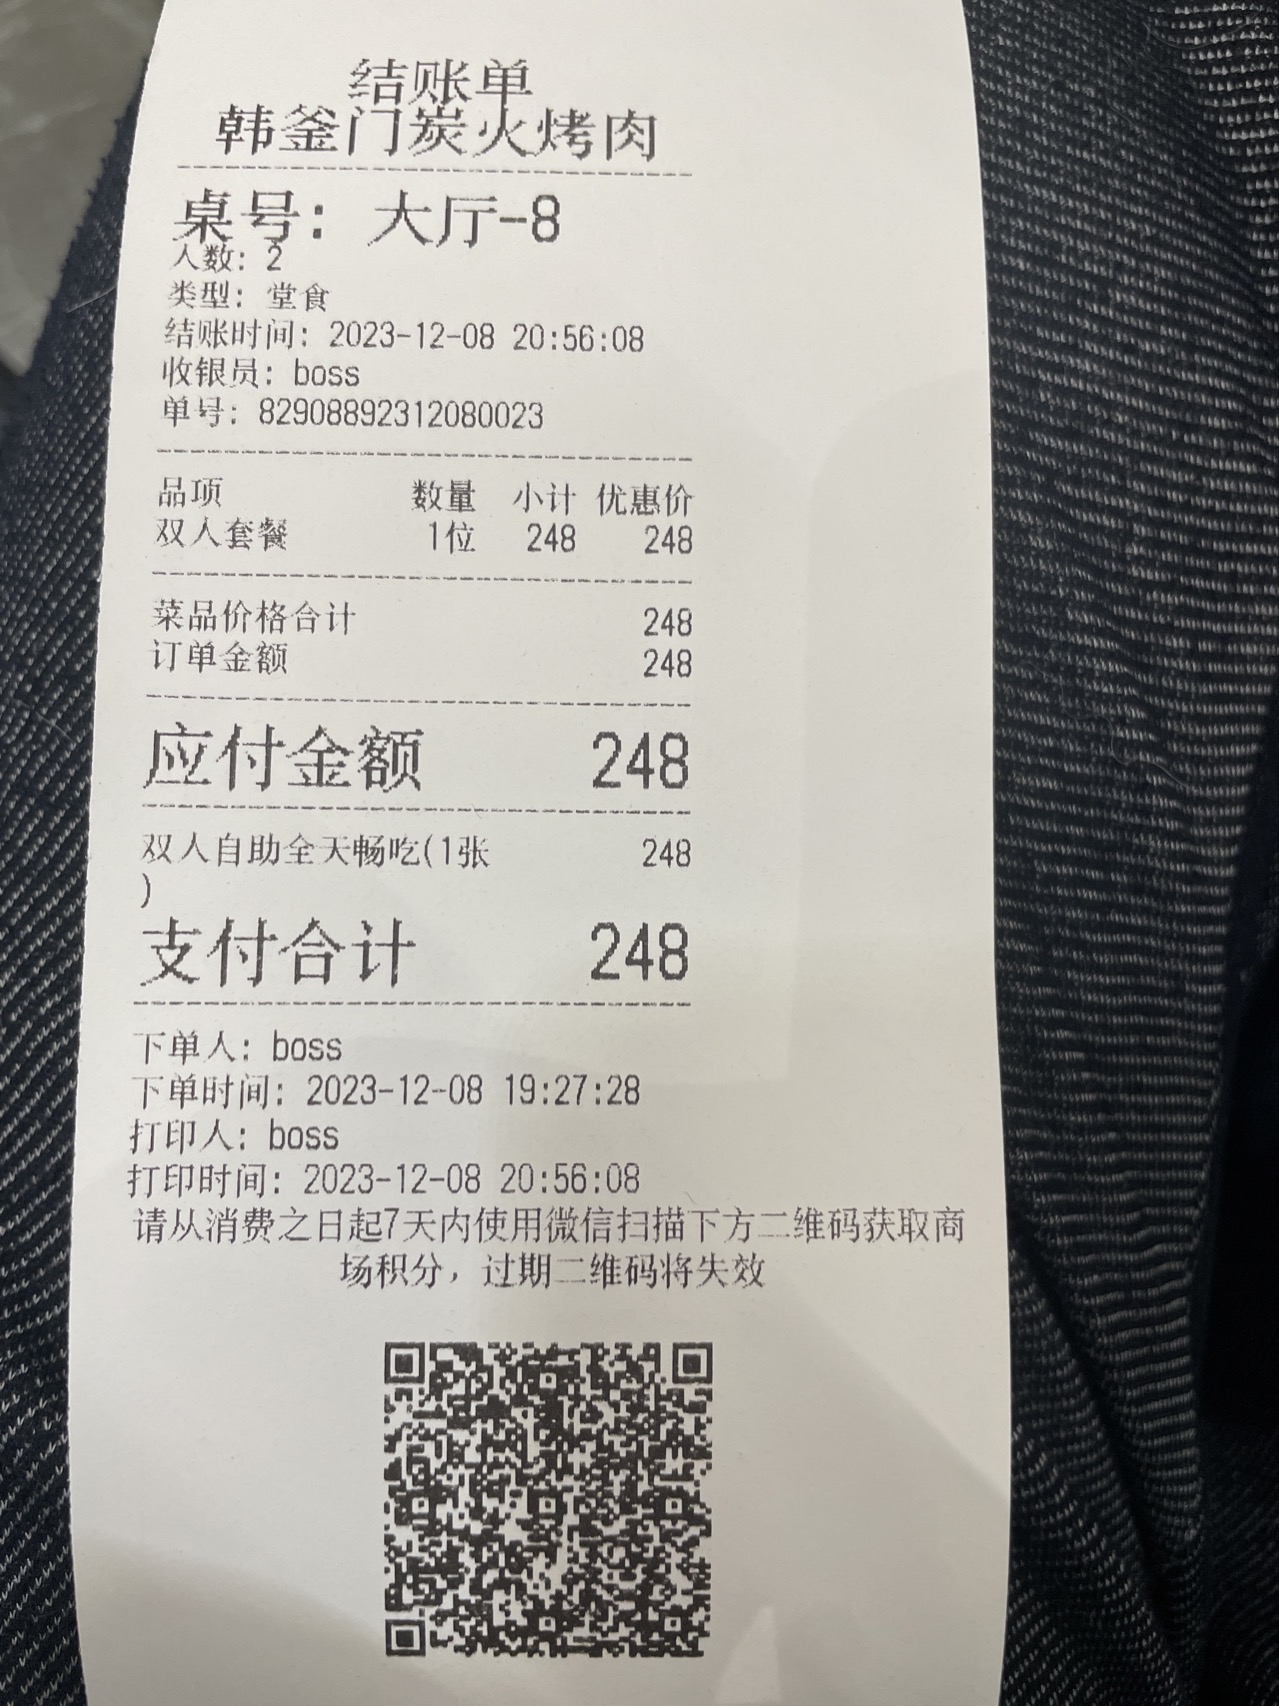 结账单
韩釜门炭火烤肉
桌号: 大厅-8
人数: 2
类型: 堂食
结账时间: 2023-12-08 20:56:08
收银员: boss
单号: 82908892312080023
品项 数量 小计 优惠价
双人套餐 1位 248 248
菜品价格合计 248
订单金额 248
应付金额 248
双人自助全天畅吃(1张 248
)
支付合计 248
下单人: boss
下单时间: 2023-12-08 19:27:28
打印人: boss
打印时间: 2023-12-08 20:56:08
请从消费之日起7天内使用微信扫描下方二维码获取商
场积分，过期二维码将失效